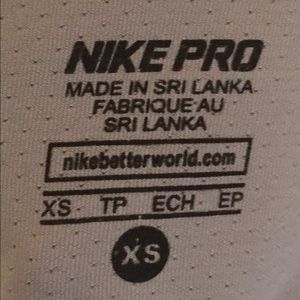 NIKE PRO
MADE IN SRI LANKA
FABRIQUE AU
SRI LANKA
nikebetterworld.com
XS TP ECH EP
XS